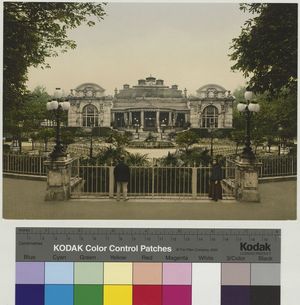 KODAK Color Control Patches
Kodak
Blue Cyan Green Yellow Red Magenta White 3/Color Black